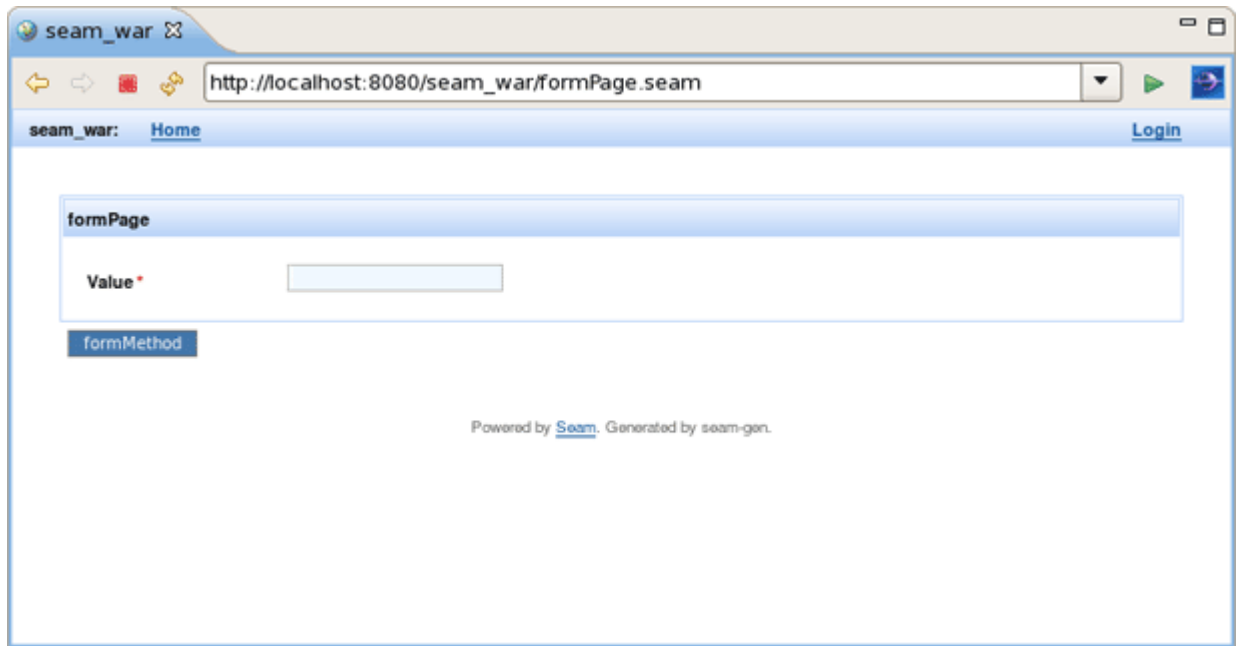 seam_war
http://localhost:8080/seam_war/formPage.seam
seam_war: Home Login
formPage
Value *
formMethod
Powered by Seam. Generated by seam-gen.